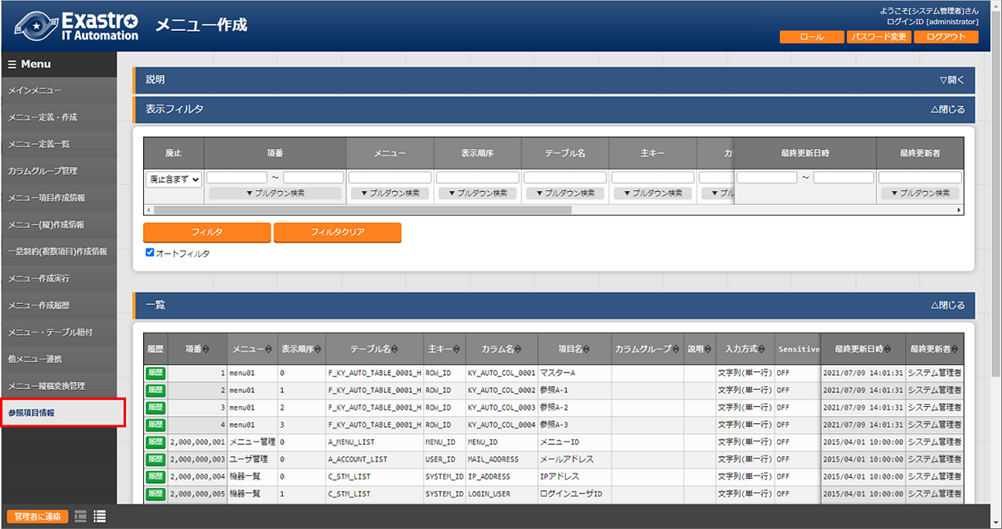 Exastro
IT Automation
メニュー作成
ようこそ[システム管理者]さん
ログインID [administrator]
ロール パスワード変更 ログアウト
☰ Menu
メインメニュー
メニュー定義・作成
メニュー定義一覧
カラムグループ管理
メニュー項目作成情報
メニュー(縦)作成情報
一意制約(複数項目)作成情報
メニュー作成実行
メニュー作成履歴
メニュー・テーブル紐付
他メニュー連携
メニュー縦横変換管理
参照項目情報
説明 ▽開く
表示フィルタ △閉じる
廃止 項番 メニュー 表示順序 テーブル名 主キー カ 最終更新日時 最終更新者
廃止含まず ～ ～
▼ プルダウン検索 ▼ プルダウン検索 ▼ プルダウン検索 ▼ プルダウン検索 ▼ プルダウン検索 ▼ プル ▼ プルダウン検索
フィルタ フィルタクリア
オートフィルタ
一覧 △閉じる
履歴 項番 メニュー 表示順序 テーブル名 主キー カラム名 項目名 カラムグループ 説明 入力方式 Sensitive 最終更新日時 最終更新者
履歴 1 menu01 0 F_KY_AUTO_TABLE_0001_H ROW_ID KY_AUTO_COL_0001 マスターA 文字列(単一行) OFF 2021/07/09 14:01:31 システム管理者
履歴 2 menu01 1 F_KY_AUTO_TABLE_0001_H ROW_ID KY_AUTO_COL_0002 参照A-1 文字列(単一行) OFF 2021/07/09 14:01:31 システム管理者
履歴 3 menu01 2 F_KY_AUTO_TABLE_0001_H ROW_ID KY_AUTO_COL_0003 参照A-2 文字列(単一行) OFF 2021/07/09 14:01:31 システム管理者
履歴 4 menu01 3 F_KY_AUTO_TABLE_0001_H ROW_ID KY_AUTO_COL_0004 参照A-3 文字列(単一行) OFF 2021/07/09 14:01:31 システム管理者
履歴 2,000,000,001 メニュー管理 0 A_MENU_LIST MENU_ID MENU_ID メニューID 文字列(単一行) OFF 2015/04/01 10:00:00 システム管理者
履歴 2,000,000,003 ユーザ管理 0 A_ACCOUNT_LIST USER_ID MAIL_ADDRESS メールアドレス 文字列(単一行) OFF 2015/04/01 10:00:00 システム管理者
履歴 2,000,000,004 機器一覧 0 C_STM_LIST SYSTEM_ID IP_ADDRESS IPアドレス 文字列(単一行) OFF 2015/04/01 10:00:00 システム管理者
履歴 2,000,000,005 機器一覧 1 C_STM_LIST SYSTEM_ID LOGIN_USER ログインユーザID 文字列(単一行) OFF 2015/04/01 10:00:00 システム管理者
管理者に連絡